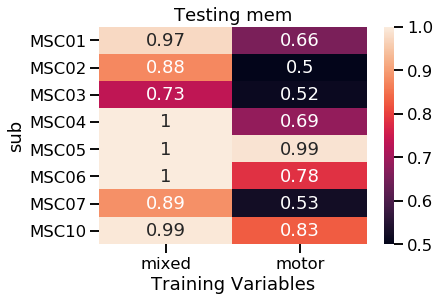 Testing mem
sub
MSC01 0.97 0.66
MSC02 0.88 0.5
MSC03 0.73 0.52
MSC04 1 0.69
MSC05 1 0.99
MSC06 1 0.78
MSC07 0.89 0.53
MSC10 0.99 0.83
mixed motor
Training Variables
1.0
0.9
0.8
0.7
0.6
0.5